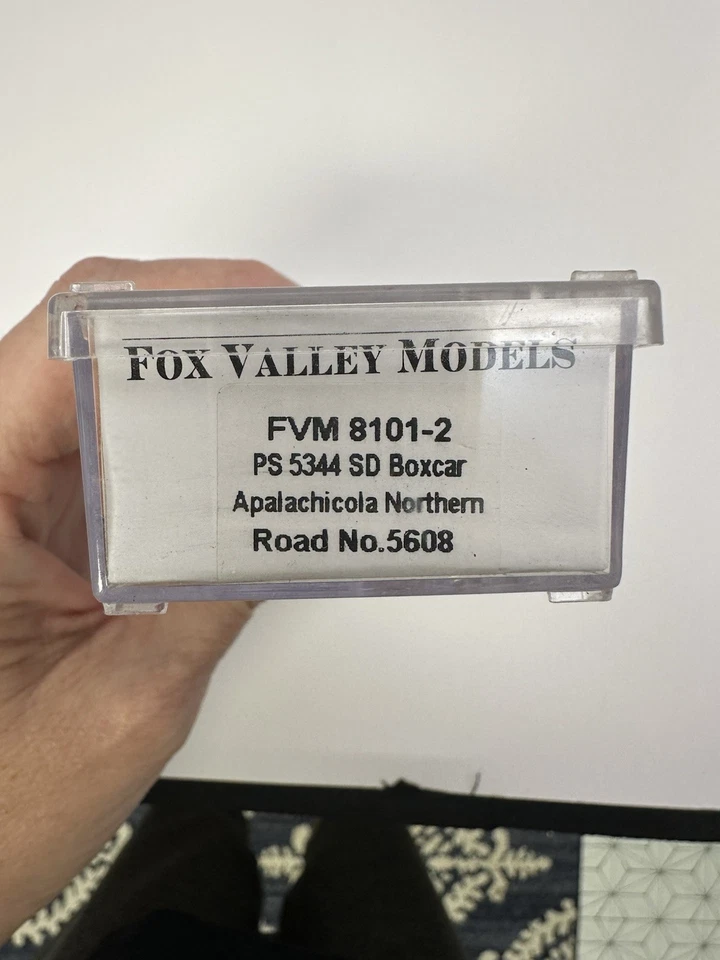 FOX VALLEY MODELS
FVM 8101-2
PS 5344 SD Boxcar
Apalachicola Northern
Road No.5608